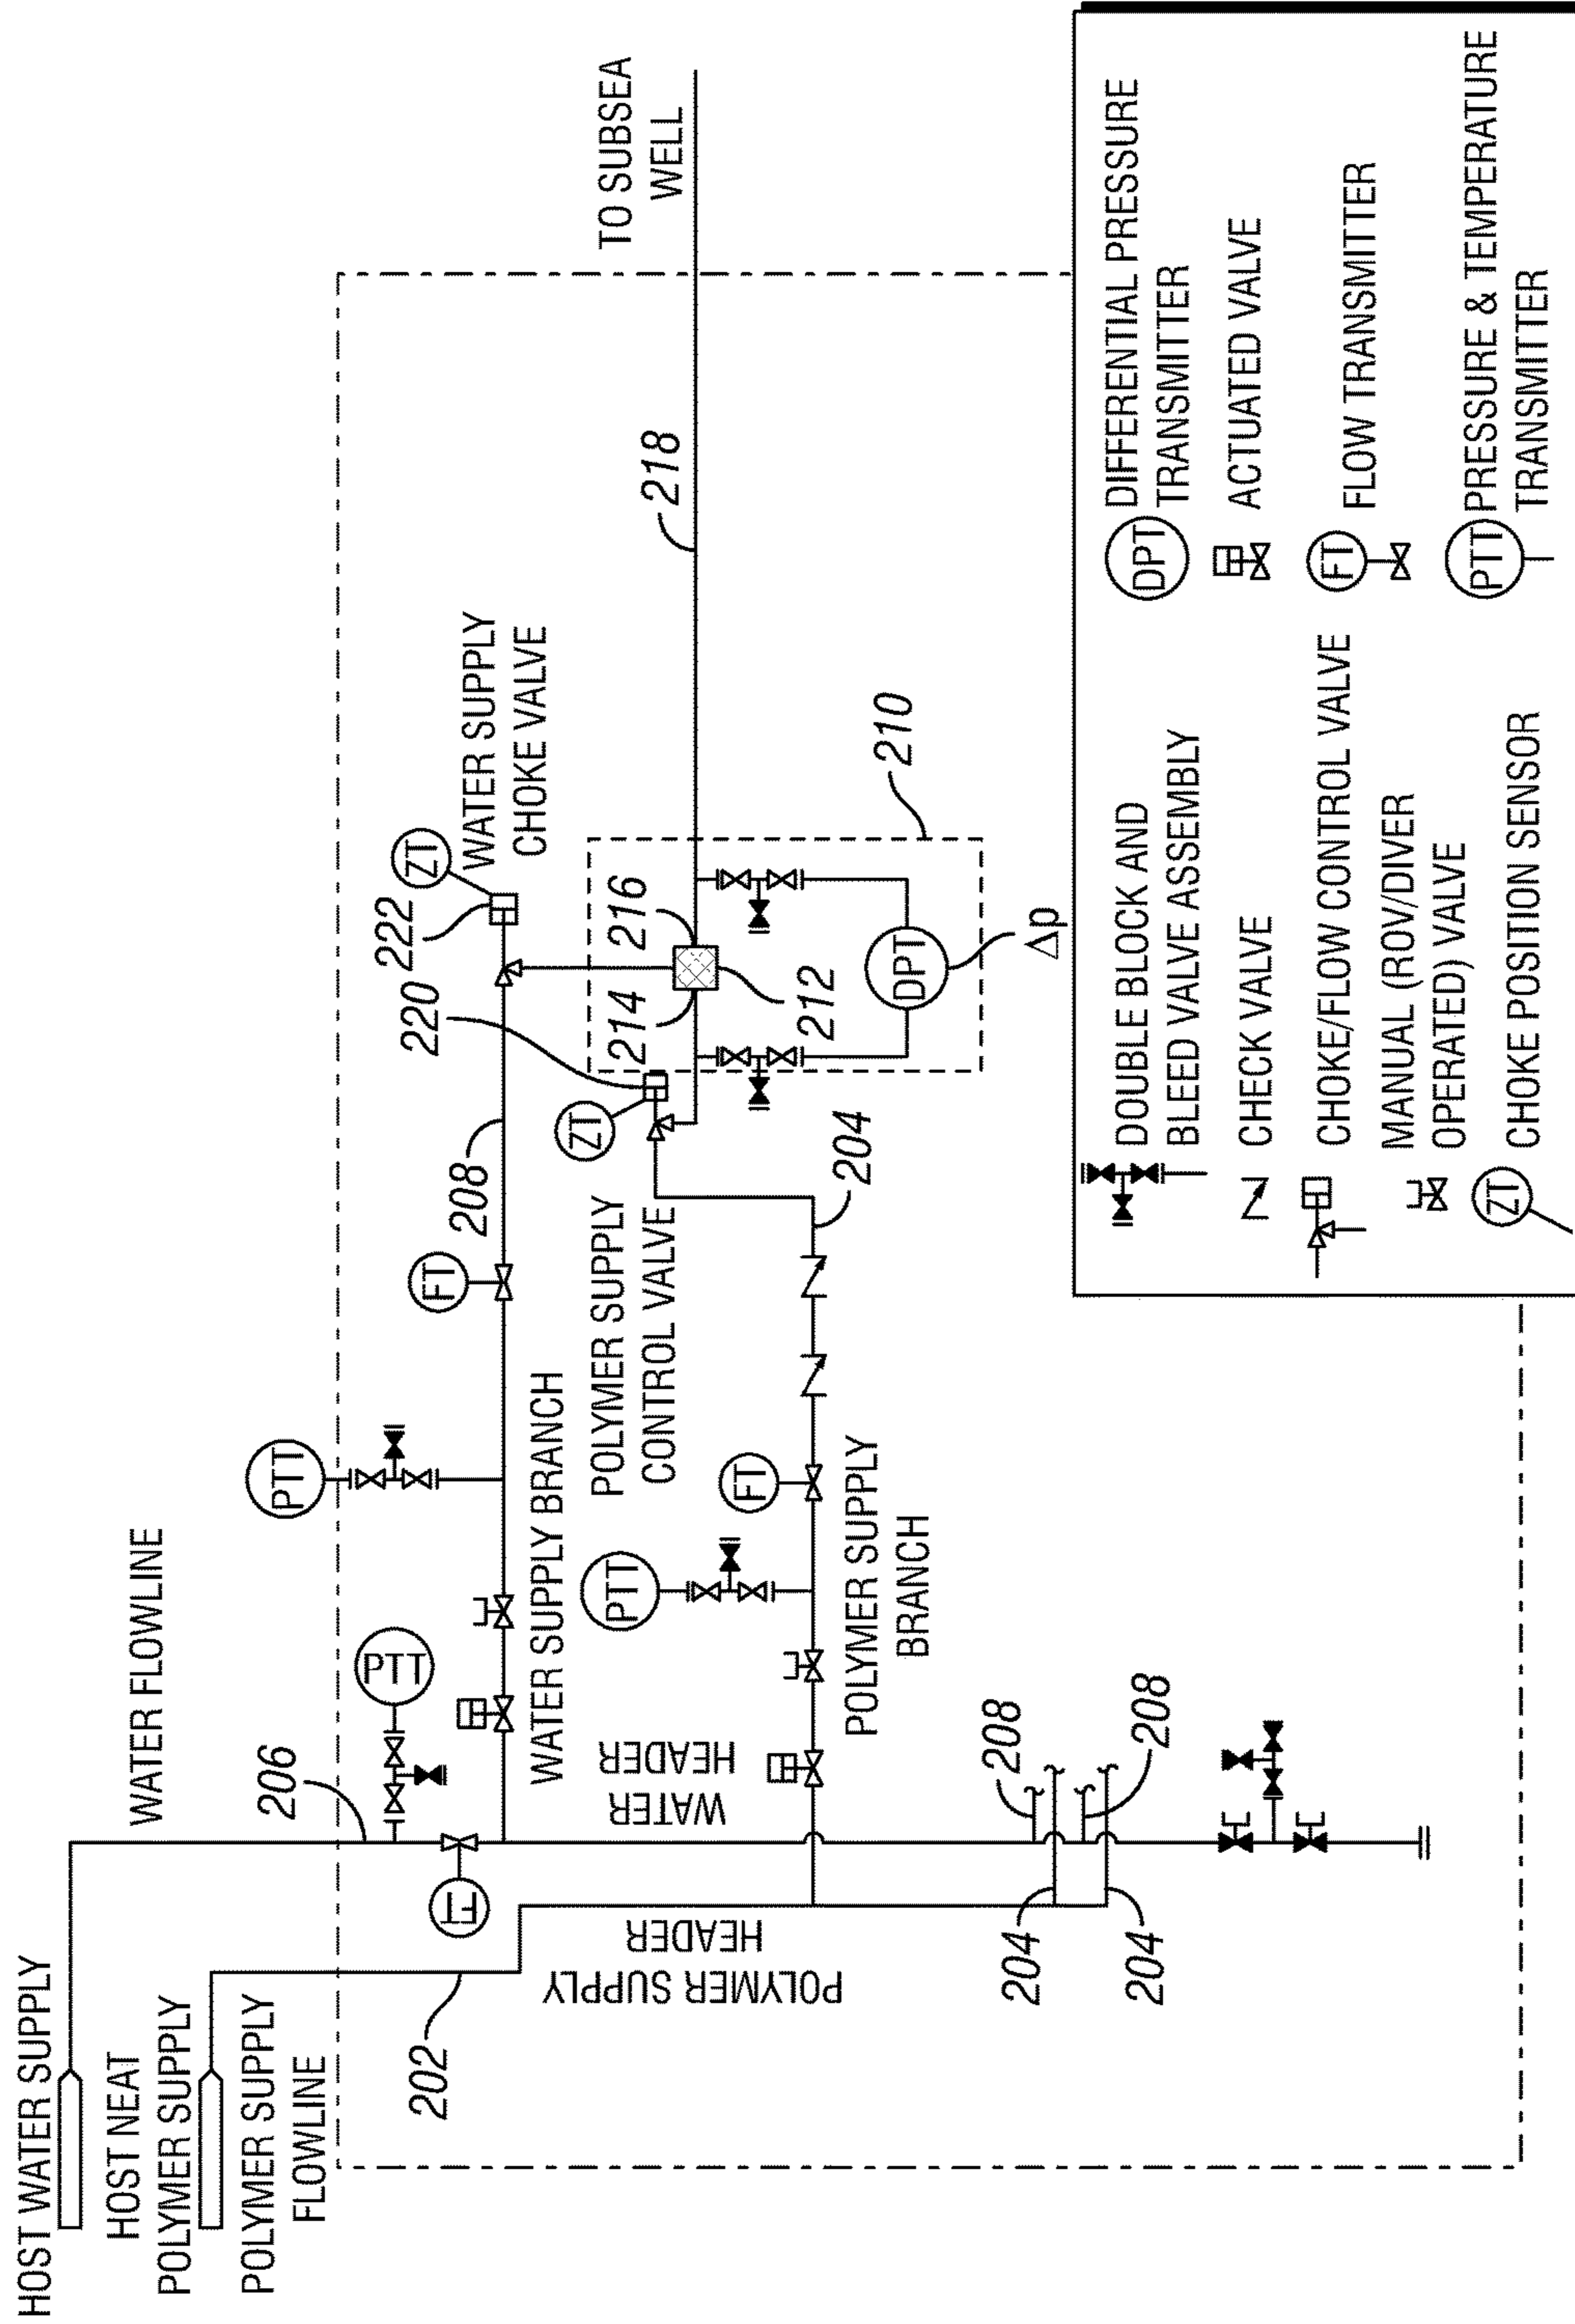 HOST WATER SUPPLY
HOST NEAT
POLYMER SUPPLY
POLYMER SUPPLY
FLOWLINE
202
WATER FLOWLINE
206
FT
PTT
POLYMER SUPPLY
HEADER
WATER
HEADER
204
204
208
208
WATER SUPPLY BRANCH
PTT
FT
208
220
222
ZT
WATER SUPPLY
CHOKE VALVE
POLYMER SUPPLY
BRANCH
PTT
FT
POLYMER SUPPLY
CONTROL VALVE
204
ZT
214
216
212
DPT
Δp
210
218
TO SUBSEA
WELL
DOUBLE BLOCK AND
BLEED VALVE ASSEMBLY
CHECK VALVE
CHOKE/FLOW CONTROL VALVE
MANUAL (ROV/DIVER
OPERATED) VALVE
ZT
CHOKE POSITION SENSOR
DPT
DIFFERENTIAL PRESSURE
TRANSMITTER
ACTUATED VALVE
FT
FLOW TRANSMITTER
PTT
PRESSURE & TEMPERATURE
TRANSMITTER